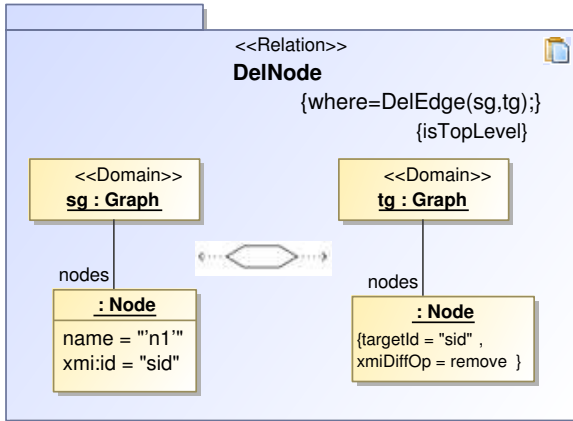 <<Relation>>
DelNode
{where=DelEdge(sg,tg);}
{isTopLevel}
<<Domain>>
sg : Graph
<<Domain>>
tg : Graph
nodes
nodes
: Node
name = "'n1'"
xmi:id = "sid"
: Node
{targetId = "sid" ,
xmiDiffOp = remove }